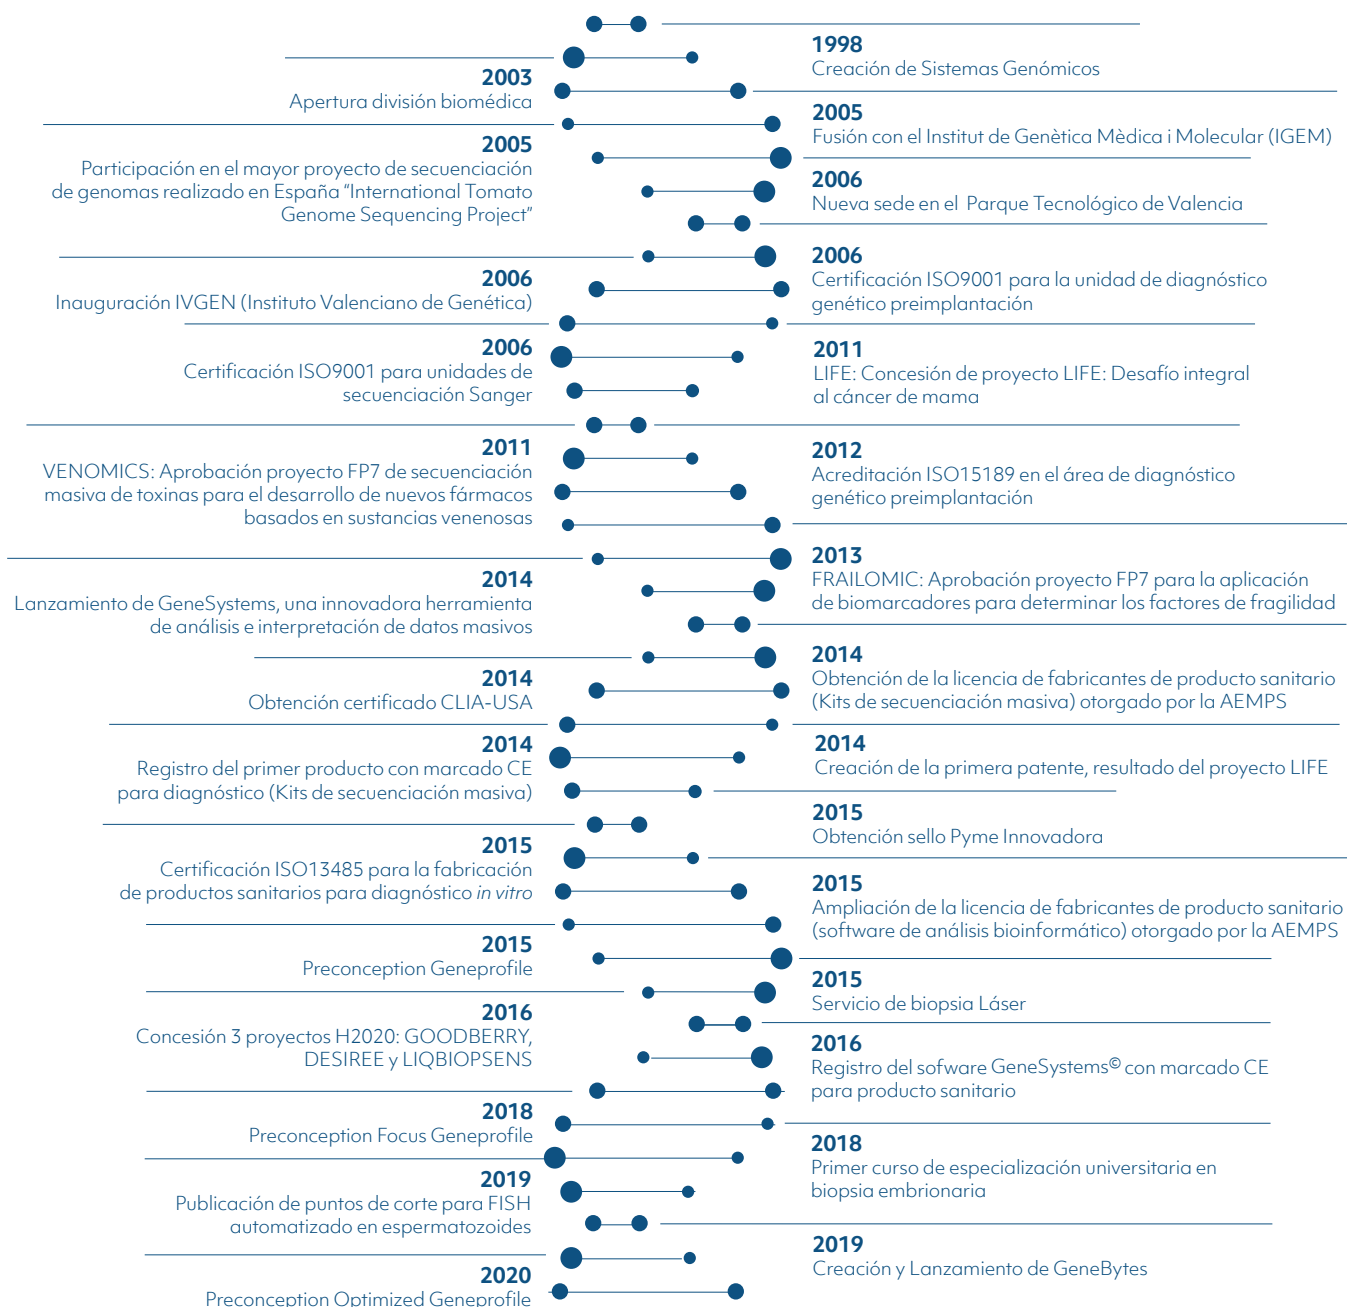 1998
Creación de Sistemas Genómicos
2003
Apertura división biomédica
2005
Fusión con el Institut de Genètica Mèdica i Molecular (IGEM)
2005
Participación en el mayor proyecto de secuenciación
de genomas realizado en España “International Tomato
Genome Sequencing Project”
2006
Nueva sede en el Parque Tecnológico de Valencia
2006
Certificación ISO9001 para la unidad de diagnóstico
genético preimplantación
2006
Inauguración IVGEN (Instituto Valenciano de Genética)
2006
Certificación ISO9001 para unidades de
secuenciación Sanger
2011
LIFE: Concesión de proyecto LIFE: Desafío integral
al cáncer de mama
2011
VENOMICS: Aprobación proyecto FP7 de secuenciación
masiva de toxinas para el desarrollo de nuevos fármacos
basados en sustancias venenosas
2012
Acreditación ISO15189 en el área de diagnóstico
genético preimplantación
2013
FRAILOMIC: Aprobación proyecto FP7 para la aplicación
de biomarcadores para determinar los factores de fragilidad
2014
Lanzamiento de GeneSystems, una innovadora herramienta
de análisis e interpretación de datos masivos
2014
Obtención de la licencia de fabricantes de producto sanitario
(Kits de secuenciación masiva) otorgado por la AEMPS
2014
Obtención certificado CLIA-USA
2014
Creación de la primera patente, resultado del proyecto LIFE
2014
Registro del primer producto con marcado CE
para diagnóstico (Kits de secuenciación masiva)
2015
Obtención sello Pyme Innovadora
2015
Certificación ISO13485 para la fabricación
de productos sanitarios para diagnóstico in vitro
2015
Ampliación de la licencia de fabricantes de producto sanitario
(software de análisis bioinformático) otorgado por la AEMPS
2015
Preconception Geneprofile
2015
Servicio de biopsia Láser
2016
Concesión 3 proyectos H2020: GOODBERRY,
DESIREE y LIQBIOPSENS
2016
Registro del sofware GeneSystems© con marcado CE
para producto sanitario
2018
Preconception Focus Geneprofile
2018
Primer curso de especialización universitaria en
biopsia embrionaria
2019
Publicación de puntos de corte para FISH
automatizado en espermatozoides
2019
Creación y Lanzamiento de GeneBytes
2020
Preconception Optimized Geneprofile